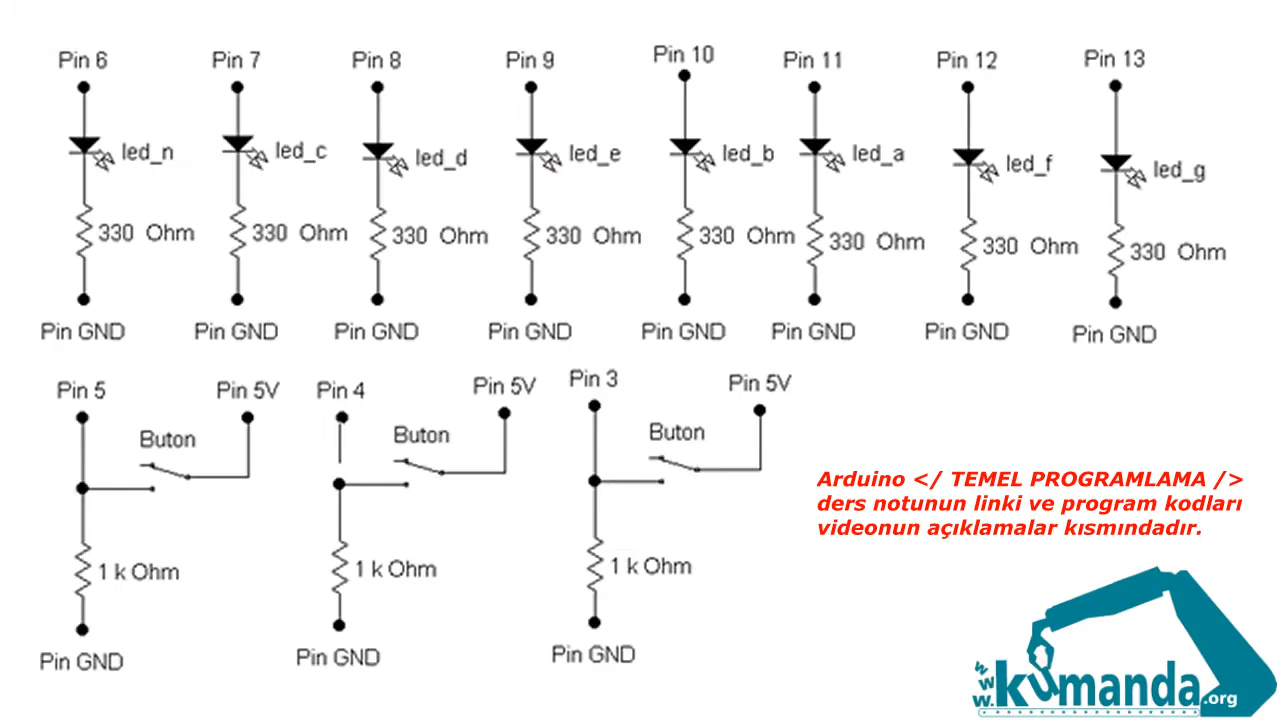 Pin 6 Pin 7 Pin 8 Pin 9 Pin 10 Pin 11 Pin 12 Pin 13
led_n led_c led_d led_e led_b led_a led_f led_g
330 Ohm 330 Ohm 330 Ohm 330 Ohm 330 Ohm 330 Ohm 330 Ohm 330 Ohm
Pin GND Pin GND Pin GND Pin GND Pin GND Pin GND Pin GND Pin GND
Pin 5 Pin 5V Pin 4 Pin 5V Pin 3 Pin 5V
Buton Buton Buton
1 k Ohm 1 k Ohm 1 k Ohm
Pin GND Pin GND Pin GND
Arduino </ TEMEL PROGRAMLAMA />
ders notunun linki ve program kodları
videonun açıklamalar kısmındadır.
www.kumanda.org